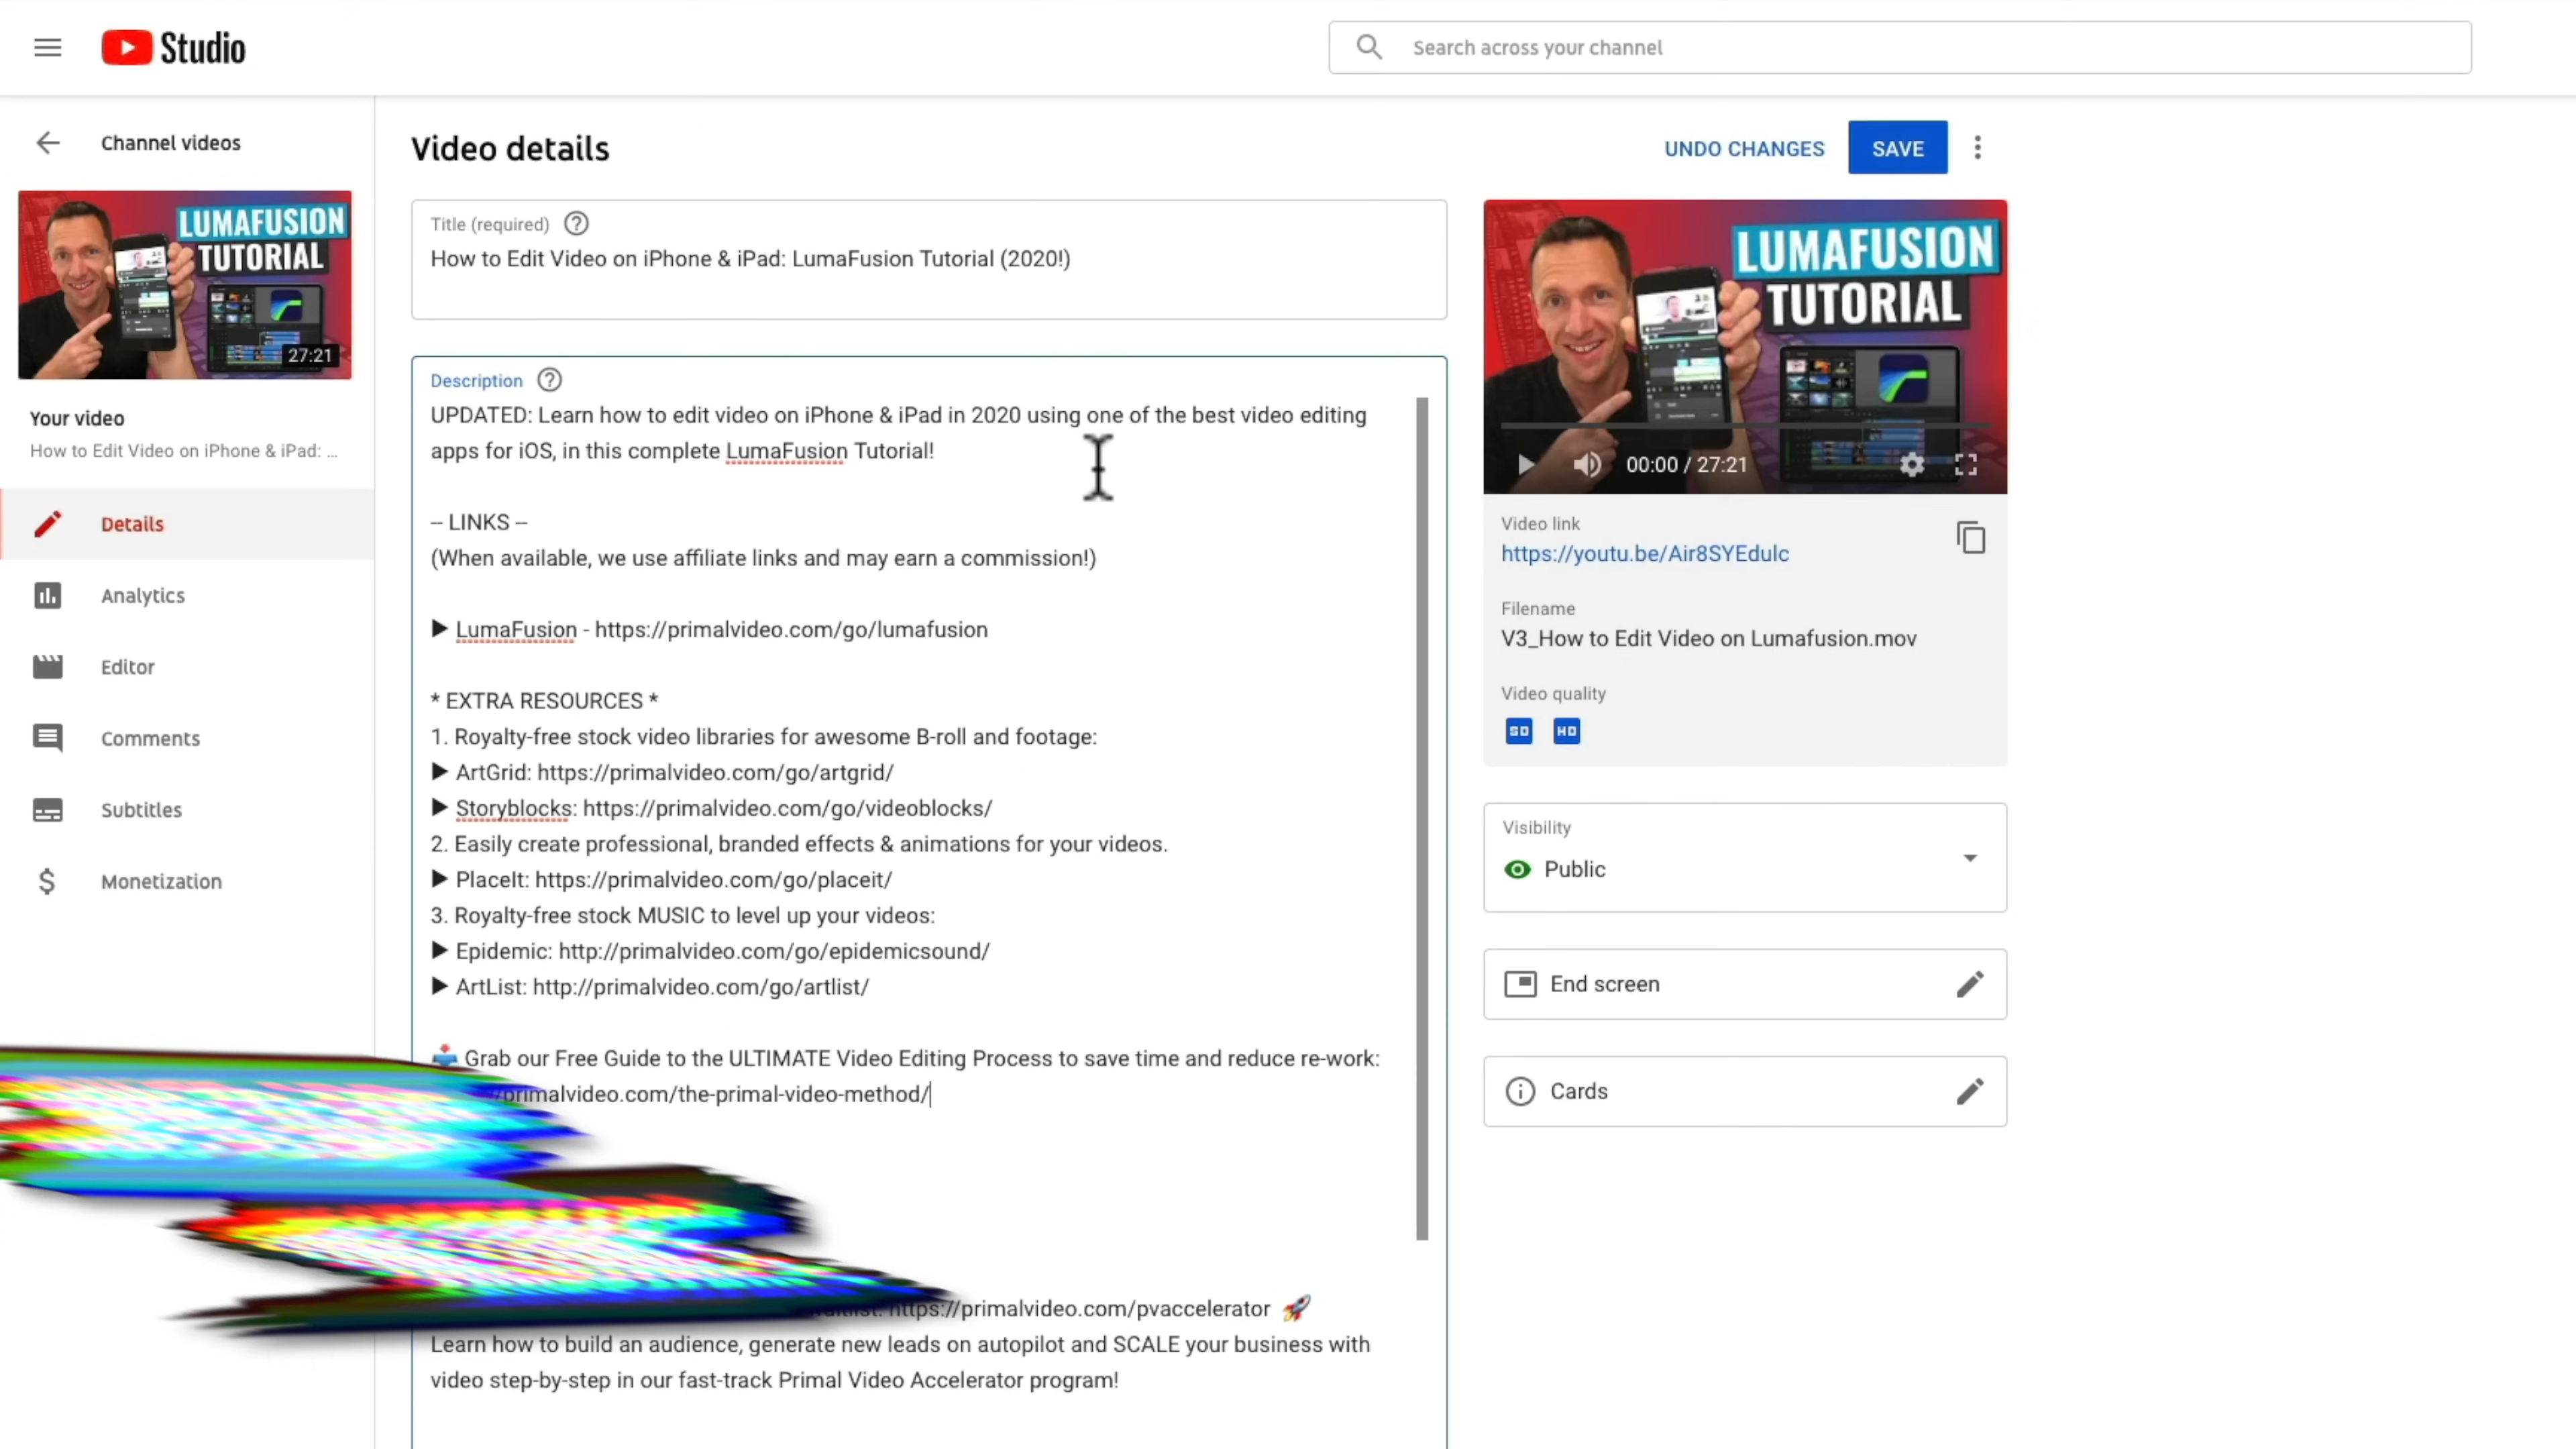 Studio
Search across your channel
Channel videos
Video details
UNDO CHANGES
SAVE
LUMAFUSION
TUTORIAL
27:21
Your video
How to Edit Video on iPhone & iPad: ...
Details
Analytics
Editor
Comments
Subtitles
Monetization
Title (required)
How to Edit Video on iPhone & iPad: LumaFusion Tutorial (2020!)
Description
UPDATED: Learn how to edit video on iPhone & iPad in 2020 using one of the best video editing
apps for iOS, in this complete LumaFusion Tutorial!
-- LINKS --
(When available, we use affiliate links and may earn a commission!)
▶ LumaFusion - https://primalvideo.com/go/lumafusion
* EXTRA RESOURCES *
1. Royalty-free stock video libraries for awesome B-roll and footage:
▶ ArtGrid: https://primalvideo.com/go/artgrid/
▶ Storyblocks: https://primalvideo.com/go/videoblocks/
2. Easily create professional, branded effects & animations for your videos.
▶ PlaceIt: https://primalvideo.com/go/placeit/
3. Royalty-free stock MUSIC to level up your videos:
▶ Epidemic: http://primalvideo.com/go/epidemicsound/
▶ ArtList: http://primalvideo.com/go/artlist/
📥 Grab our Free Guide to the ULTIMATE Video Editing Process to save time and reduce re-work:
primalvideo.com/the-primal-video-method/
https://primalvideo.com/pvaccelerator 🚀
Learn how to build an audience, generate new leads on autopilot and SCALE your business with
video step-by-step in our fast-track Primal Video Accelerator program!
LUMAFUSION
TUTORIAL
00:00 / 27:21
Video link
https://youtu.be/Air8SYEdulc
Filename
V3_How to Edit Video on Lumafusion.mov
Video quality
SD HD
Visibility
Public
End screen
Cards